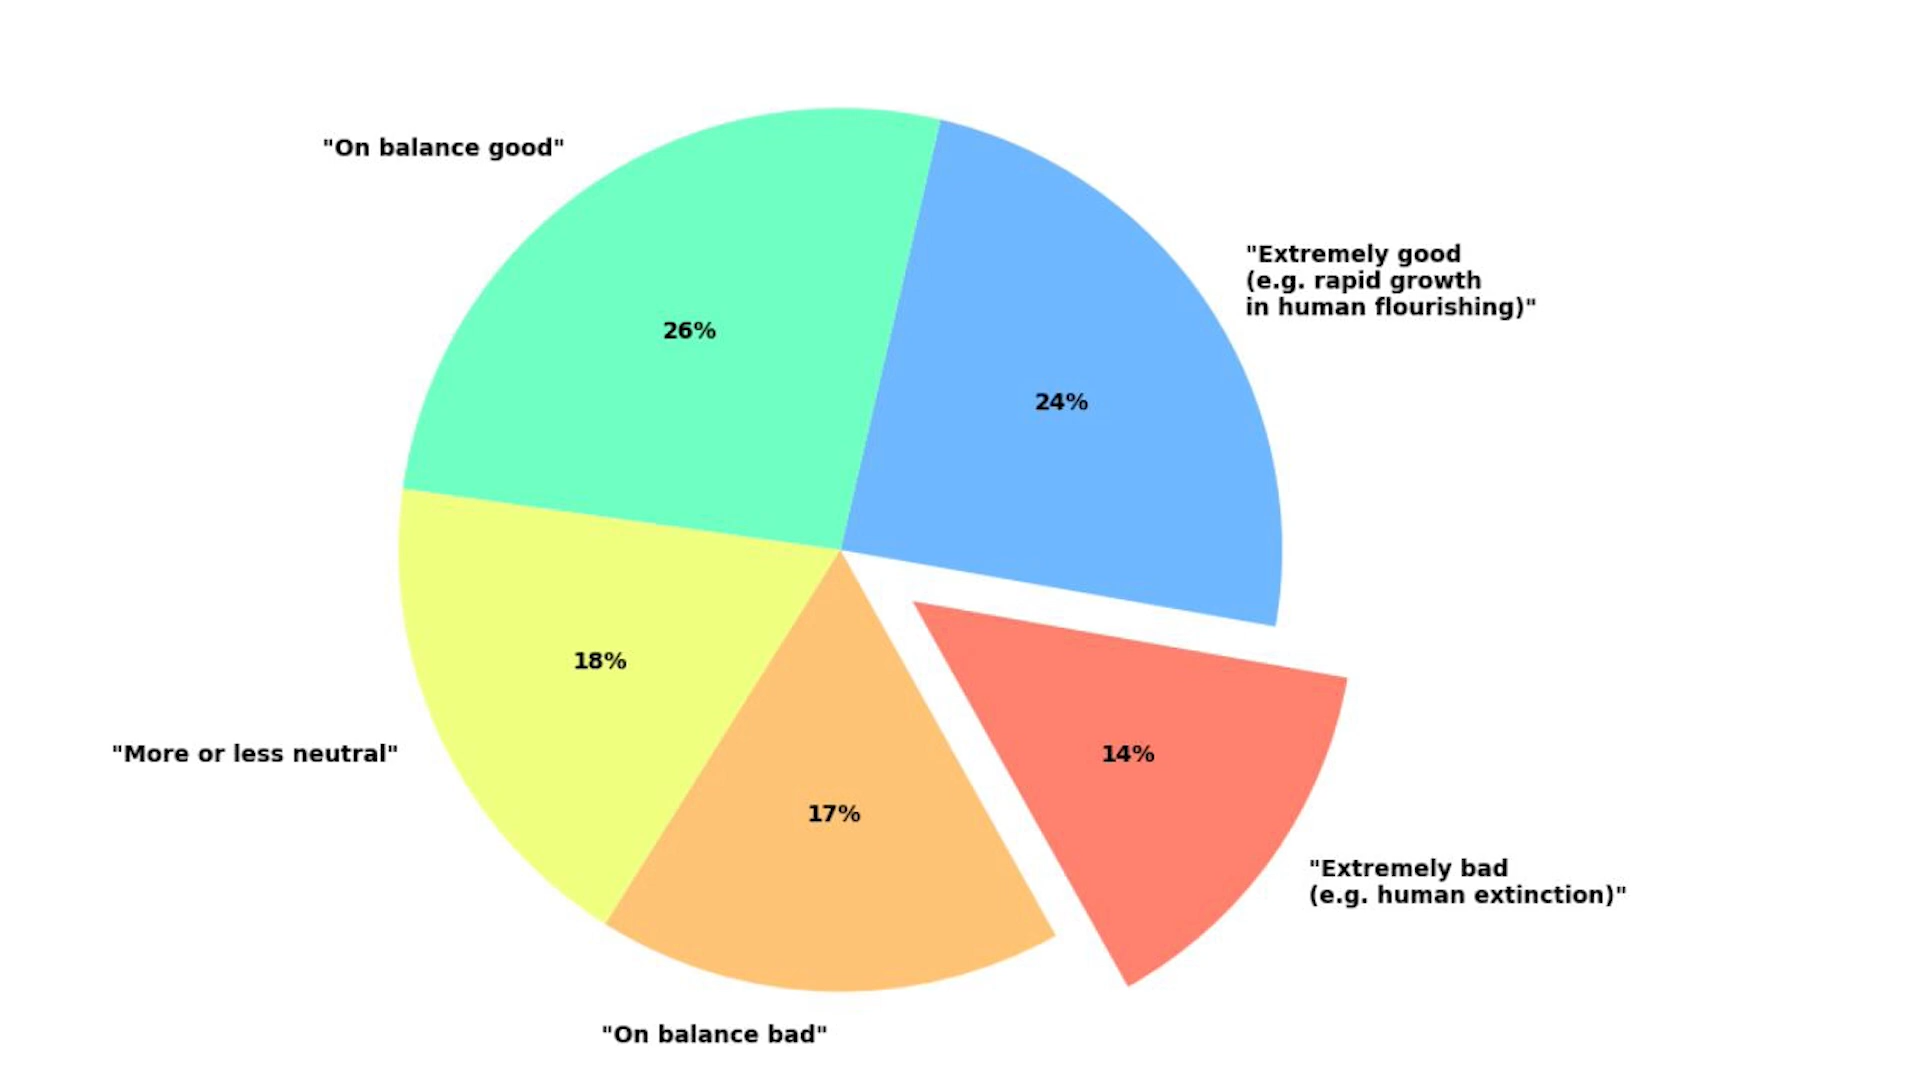 "On balance good"
"Extremely good
(e.g. rapid growth
in human flourishing)"
26%
24%
18%
"More or less neutral"
14%
17%
"Extremely bad
(e.g. human extinction)"
"On balance bad"